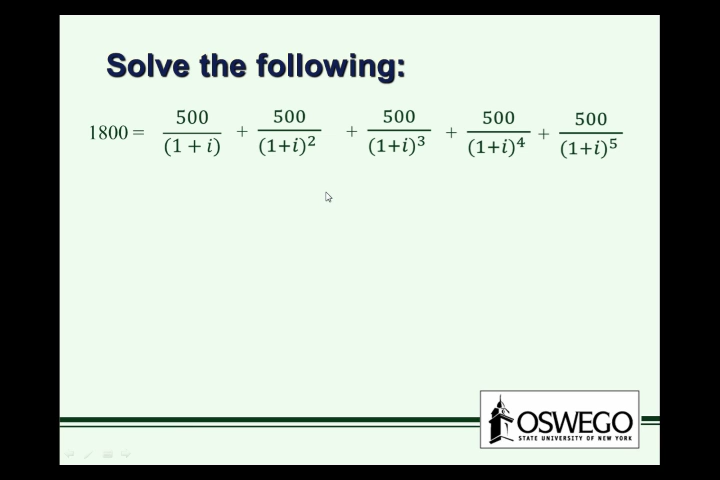 Solve the following:
1800 = 500/(1 + i) + 500/(1+i)² + 500/(1+i)³ + 500/(1+i)⁴ + 500/(1+i)⁵
OSWEGO
STATE UNIVERSITY OF NEW YORK